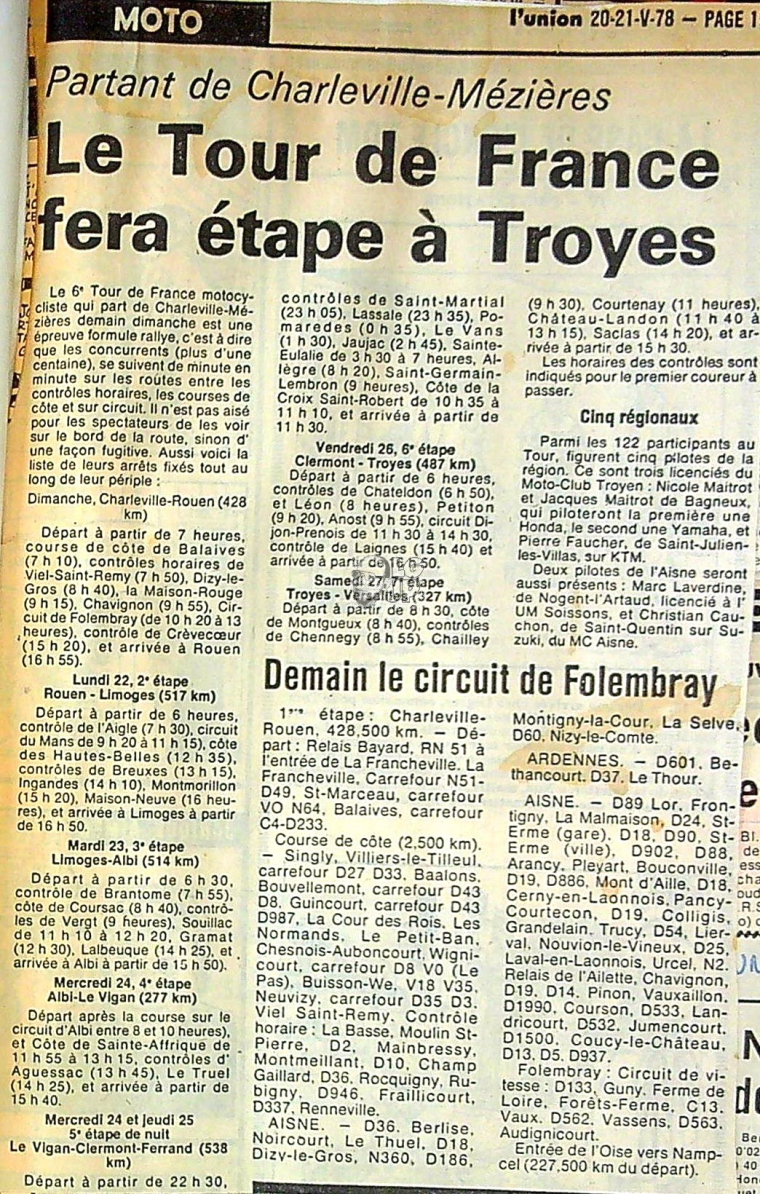 MOTO
l'union 20-21-V-78 — PAGE 1
Partant de Charleville-Mézières
Le Tour de France
fera étape à Troyes
Le 6e Tour de France motocy-
cliste qui part de Charleville-Mé-
zières demain dimanche est une
épreuve formule rallye, c'est à dire
que les concurrents (plus d'une
centaine), se suivent de minute en
minute sur les routes entre les
contrôles horaires, les courses de
côte et sur circuit. Il n'est pas aisé
pour les spectateurs de les voir
sur le bord de la route, sinon d'
une façon fugitive. Aussi voici la
liste de leurs arrêts fixés tout au
long de leur périple :
Dimanche, Charleville-Rouen (428
km)
Départ à partir de 7 heures,
course de côte de Balaives
(7 h 10), contrôles horaires de
Viel-Saint-Remy (7 h 50), Dizy-le-
Gros (8 h 40), la Maison-Rouge
(9 h 15), Chavignon (9 h 55), Cir-
cuit de Folembray (de 10 h 20 à 13
heures), contrôle de Crèvecœur
(15 h 20), et arrivée à Rouen
(16 h 55).
Lundi 22, 2e étape
Rouen - Limoges (517 km)
Départ à partir de 6 heures,
contrôle de l'Aigle (7 h 30), circuit
du Mans de 9 h 20 à 11 h 15), côte
des Hautes-Belles (12 h 35),
contrôles de Breuxes (13 h 15),
Ingandes (14 h 10), Montmorillon
(15 h 20), Maison-Neuve (16 heu-
res), et arrivée à Limoges à partir
de 16 h 50.
Mardi 23, 3e étape
Limoges-Albi (514 km)
Départ à partir de 6 h 30,
contrôle de Brantome (7 h 55),
côte de Coursac (8 h 40), contrô-
les de Vergt (9 heures), Souillac
de 11 h 10 à 12 h 20, Gramat
(12 h 30), Lalbeuque (14 h 25), et
arrivée à Albi à partir de 15 h 50).
Mercredi 24, 4e étape
Albi-Le Vigan (277 km)
Départ après la course sur le
circuit d'Albi entre 8 et 10 heures),
et Côte de Sainte-Affrique de
11 h 55 à 13 h 15, contrôles d'
Aguessac (13 h 45), Le Truel
(14 h 25), et arrivée à partir de
15 h 40.
Mercredi 24 et jeudi 25
5e étape de nuit
Le Vigan-Clermont-Ferrand (538
km)
Départ à partir de 22 h 30,
contrôles de Saint-Martial
(23 h 05), Lassale (23 h 35), Po-
maredes (0 h 35), Le Vans
(1 h 30), Jaujac (2 h 45), Sainte-
Eulalie de 3 h 30 à 7 heures, Al-
lègre (8 h 20), Saint-Germain-
Lembron (9 heures), Côte de la
Croix Saint-Robert de 10 h 35 à
11 h 10, et arrivée à partir de
11 h 30.
Vendredi 26, 6e étape
Clermont - Troyes (487 km)
Départ à partir de 6 heures,
contrôles de Chateldon (6 h 50),
et Léon (8 heures), Petiton
(9 h 20), Anost (9 h 55), circuit Di-
jon-Prenois de 11 h 30 à 14 h 30,
contrôle de Laignes (15 h 40) et
arrivée à partir de 16 h 50.
Samedi 27, étape
Troyes - Versailles (327 km)
Départ à partir de 8 h 30, côte
de Montgueux (8 h 40), contrôles
de Chennegy (8 h 55), Chailley
(9 h 30), Courtenay (11 heures),
Château-Landon (11 h 40 à
13 h 15), Saclas (14 h 20), et ar-
rivée à partir de 15 h 30.
Les horaires des contrôles sont
indiqués pour le premier coureur à
passer.
Cinq régionaux
Parmi les 122 participants au
Tour, figurent cinq pilotes de la
région. Ce sont trois licenciés du
Moto-Club Troyen : Nicole Maitrot
et Jacques Maitrot de Bagneux,
qui piloteront la première une
Honda, le second une Yamaha, et
Pierre Faucher, de Saint-Julien-
les-Villas, sur KTM.
Deux pilotes de l'Aisne seront
aussi présents : Marc Laverdine,
de Nogent-l'Artaud, licencié à l'
UM Soissons, et Christian Cau-
chon, de Saint-Quentin sur Su-
zuki, du MC Aisne.
Demain le circuit de Folembray
1re étape : Charleville-
Rouen, 428,500 km. — Dé-
part : Relais Bayard, RN 51 à
l'entrée de La Francheville. La
Francheville, Carrefour N51-
D49, St-Marceau, carrefour
VO N64, Balaives, carrefour
C4-D233.
Course de côte (2,500 km).
— Singly, Villiers-le-Tilleul,
carrefour D27 D33, Baalons,
Bouvellemont, carrefour D43
D8, Guincourt, carrefour D43
D987, La Cour des Rois, Les
Normands, Le Petit-Ban,
Chesnois-Auboncourt, Wigni-
court, carrefour D8 V0 (Le
Pas), Buisson-We, V18 V35,
Neuvizy, carrefour D35 D3,
Viel Saint-Remy. Contrôle
horaire : La Basse, Moulin St-
Pierre, D2, Mainbressy,
Montmeillant, D10, Champ
Gaillard, D36, Rocquigny, Ru-
bigny, D946, Fraillicourt,
D337, Renneville.
AISNE. — D36, Berlise,
Noircourt, Le Thuel, D18,
Dizy-le-Gros, N360, D186,
Montigny-la-Cour, La Selve,
D60, Nizy-le-Comte.
ARDENNES. — D601, Be-
thancourt, D37, Le Thour.
AISNE. — D89 Lor, Fron-
tigny, La Malmaison, D24, St-
Erme (gare), D18, D90, St-
Erme (ville), D902, D88,
Arancy, Pleyart, Bouconville,
D19, D886, Mont d'Aille, D18,
Cerny-en-Laonnois, Pancy-
Courtecon, D19, Colligis,
Grandelain, Trucy, D54, Lier-
val, Nouvion-le-Vineux, D25,
Laval-en-Laonnois, Urcel, N2,
Relais de l'Ailette, Chavignon,
D19, D14, Pinon, Vauxaillon,
D1990, Courson, D533, Lan-
dricourt, D532, Jumencourt,
D1500, Coucy-le-Château,
D13, D5, D937.
Folembray : Circuit de vi-
tesse : D133, Guny, Ferme de
Loire, Forêts-Ferme, C13,
Vaux, D562, Vassens, D563,
Audignicourt.
Entrée de l'Oise vers Namp-
cel (227,500 km du départ).